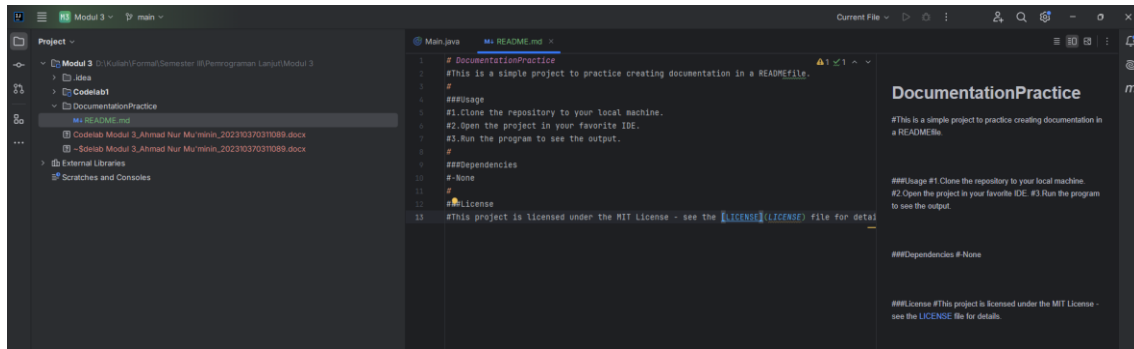 M3 Modul 3 main Current File
Project
Modul 3 D:\Kuliah\Formal\Semester III\Pemrograman Lanjut\Modul 3
.idea
Codelab1
DocumentationPractice
M↓ README.md
Codelab Modul 3_Ahmad Nur Mu'minin_202310370311089.docx
~$delab Modul 3_Ahmad Nur Mu'minin_202310370311089.docx
External Libraries
Scratches and Consoles
Main.java M↓ README.md
1 1
1 # DocumentationPractice
2 #This is a simple project to practice creating documentation in a READMEfile.
3 #
4 ###Usage
5 #1.Clone the repository to your local machine.
6 #2.Open the project in your favorite IDE.
7 #3.Run the program to see the output.
8 #
9 ###Dependencies
10 #-None
11 #
12 ###License
13 #This project is licensed under the MIT License - see the [LICENSE](LICENSE) file for detai
DocumentationPractice
#This is a simple project to practice creating documentation in
a READMEfile.
###Usage #1.Clone the repository to your local machine.
#2.Open the project in your favorite IDE. #3.Run the program
to see the output.
###Dependencies #-None
###License #This project is licensed under the MIT License -
see the LICENSE file for details.